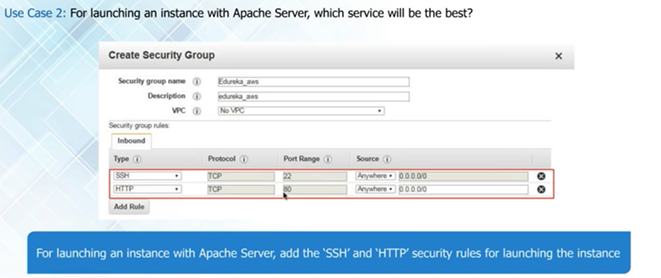 Use Case 2: For launching an instance with Apache Server, which service will be the best?
Create Security Group
Security group name Edureka_aws
Description edureka_aws
VPC No VPC
Security group rules:
Inbound
Type Protocol Port Range Source
SSH TCP 22 Anywhere 0.0.0.0/0
HTTP TCP 80 Anywhere 0.0.0.0/0
Add Rule
For launching an instance with Apache Server, add the ‘SSH’ and ‘HTTP’ security rules for launching the instance